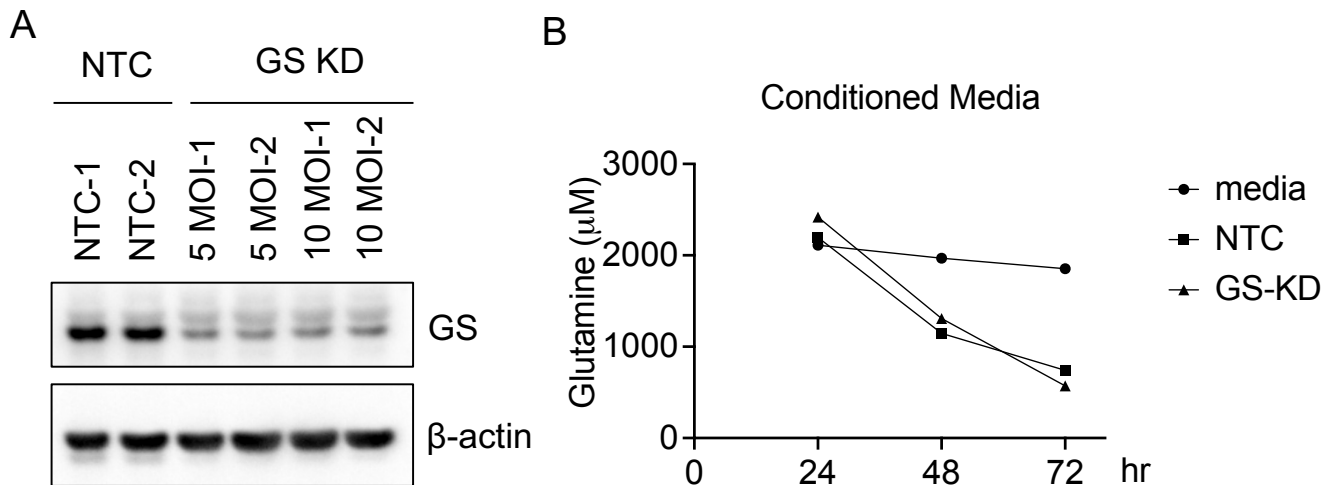 A
NTC
GS KD
NTC-1
NTC-2
5 MOI-1
5 MOI-2
10 MOI-1
10 MOI-2
GS
β-actin
B
Conditioned Media
Glutamine (μM)
3000
2000
1000
0
0
24
48
72
hr
media
NTC
GS-KD